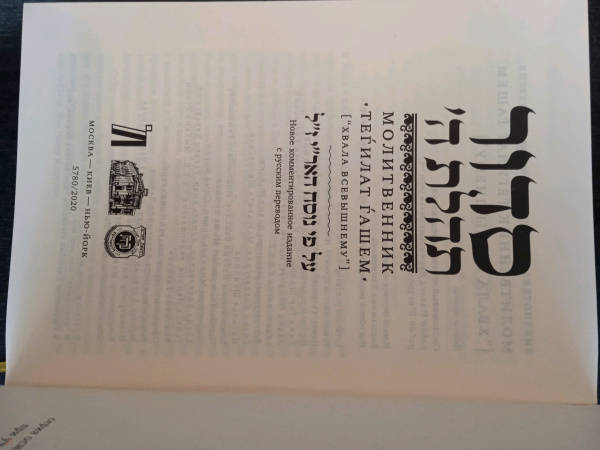 סדור
תהלת ה׳
МОЛИТВЕННИК
ТЕЃИЛАТ ЃАШЕМ
["ХВАЛА ВСЕВЫШНЕМУ"]
על פי נוסח האר״י ז״ל
Новое комментированное издание
с русским переводом
МОСКВА — КИЕВ — НЬЮ-ЙОРК
5780/2020